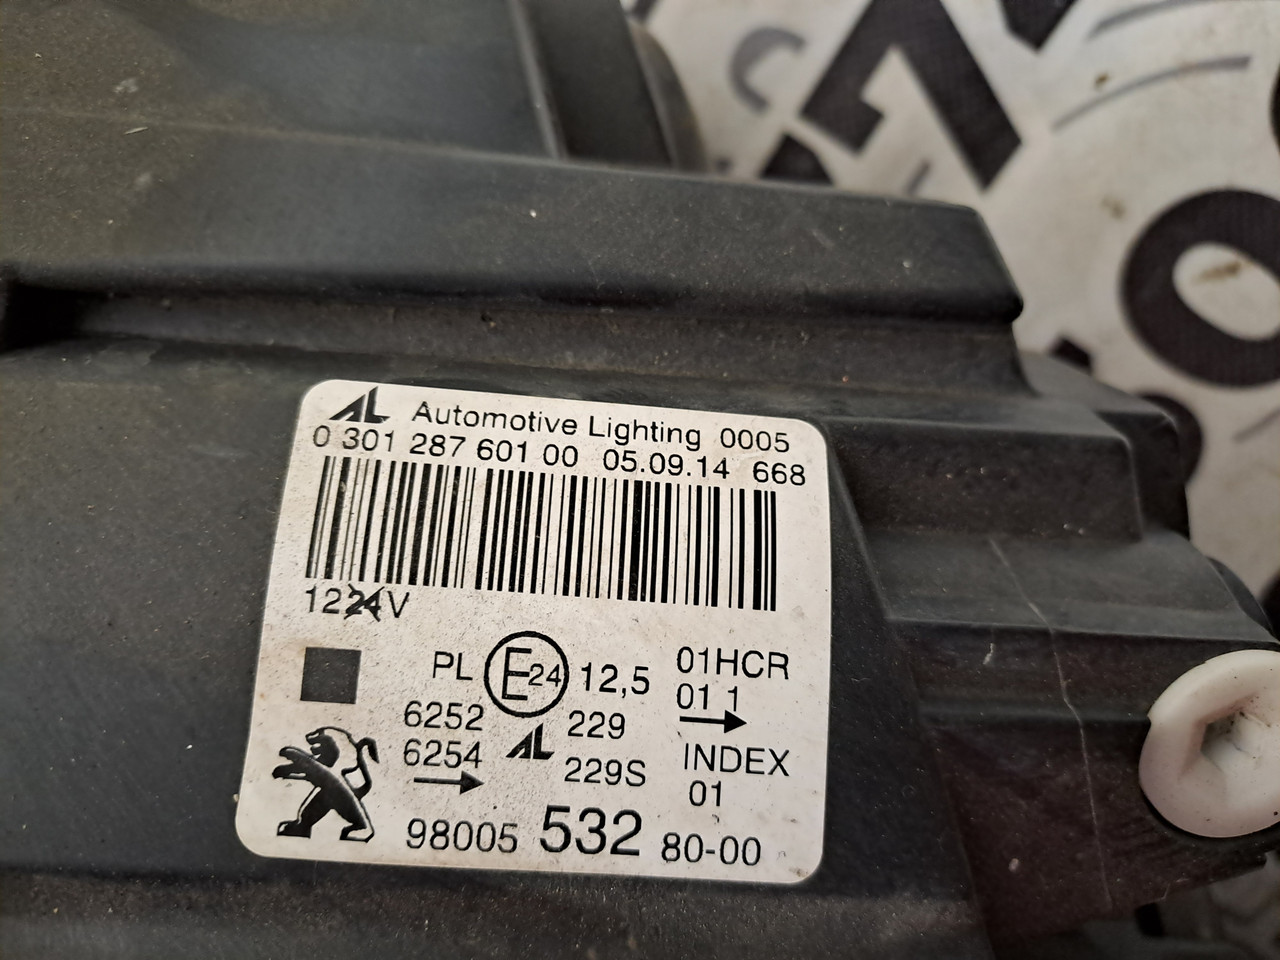 AL Automotive Lighting 0005
0 301 287 601 00 05.09.14 668
1224V
PL E24 12,5 01HCR
01 1
6252 229
6254 AL 229S INDEX
01
98005 532 80-00